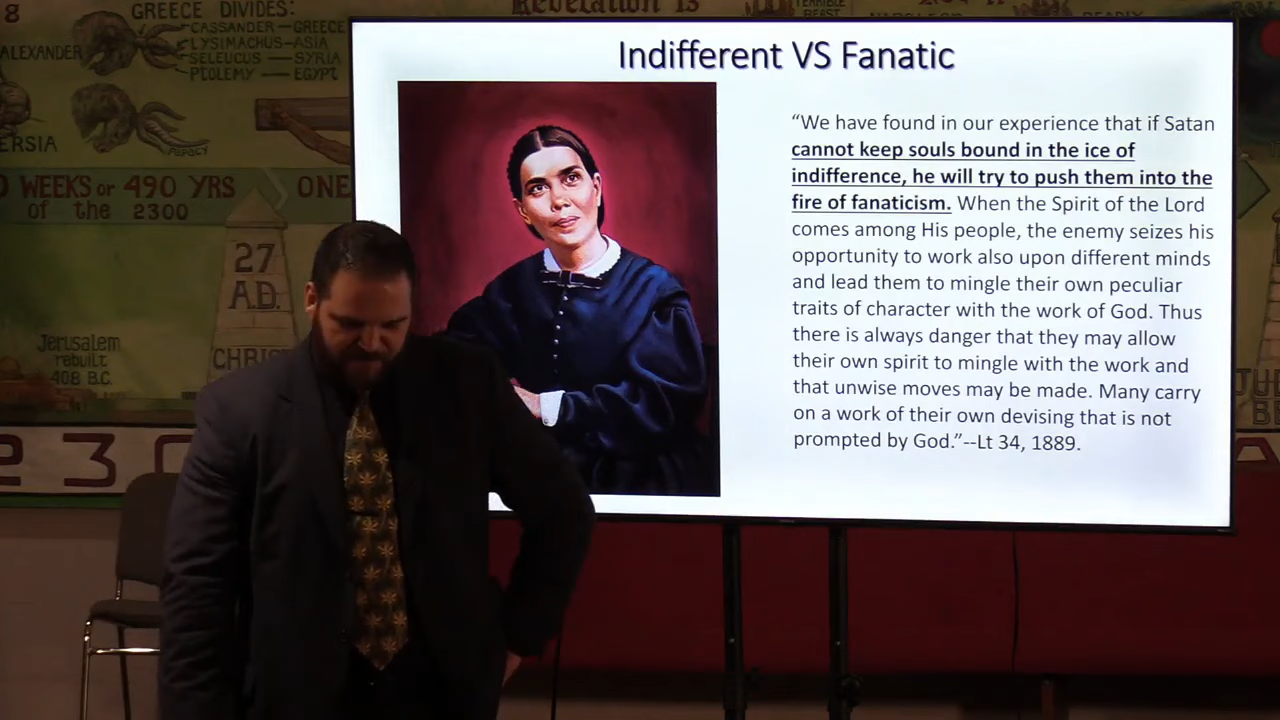 8
GREECE DIVIDES:
CASSANDER—GREECE
LYSIMACHUS—ASIA
SELEUCUS — SYRIA
PTOLEMY — EGYPT
ALEXANDER
ERSIA
PAPACY
Revelation 13
TERRIBLE
BEAST
DEADLY
0 WEEKS or 490 YRS
of the 2300
ONE
27
A.D.
CHRIS
Jerusalem
rebuilt
408 B.C.
230
Indifferent VS Fanatic
“We have found in our experience that if Satan
cannot keep souls bound in the ice of
indifference, he will try to push them into the
fire of fanaticism. When the Spirit of the Lord
comes among His people, the enemy seizes his
opportunity to work also upon different minds
and lead them to mingle their own peculiar
traits of character with the work of God. Thus
there is always danger that they may allow
their own spirit to mingle with the work and
that unwise moves may be made. Many carry
on a work of their own devising that is not
prompted by God.”--Lt 34, 1889.